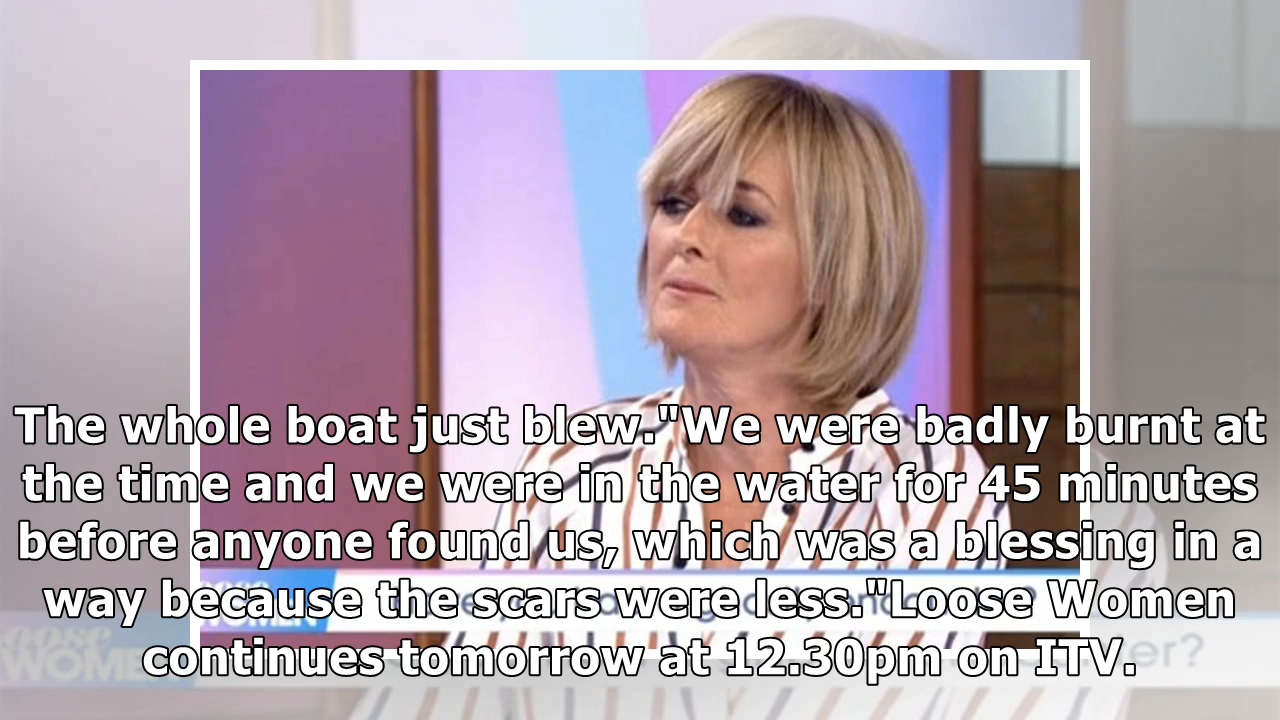 The whole boat just blew."We were badly burnt at
the time and we were in the water for 45 minutes
before anyone found us, which was a blessing in a
way because the scars were less."Loose Women
continues tomorrow at 12.30pm on ITV.